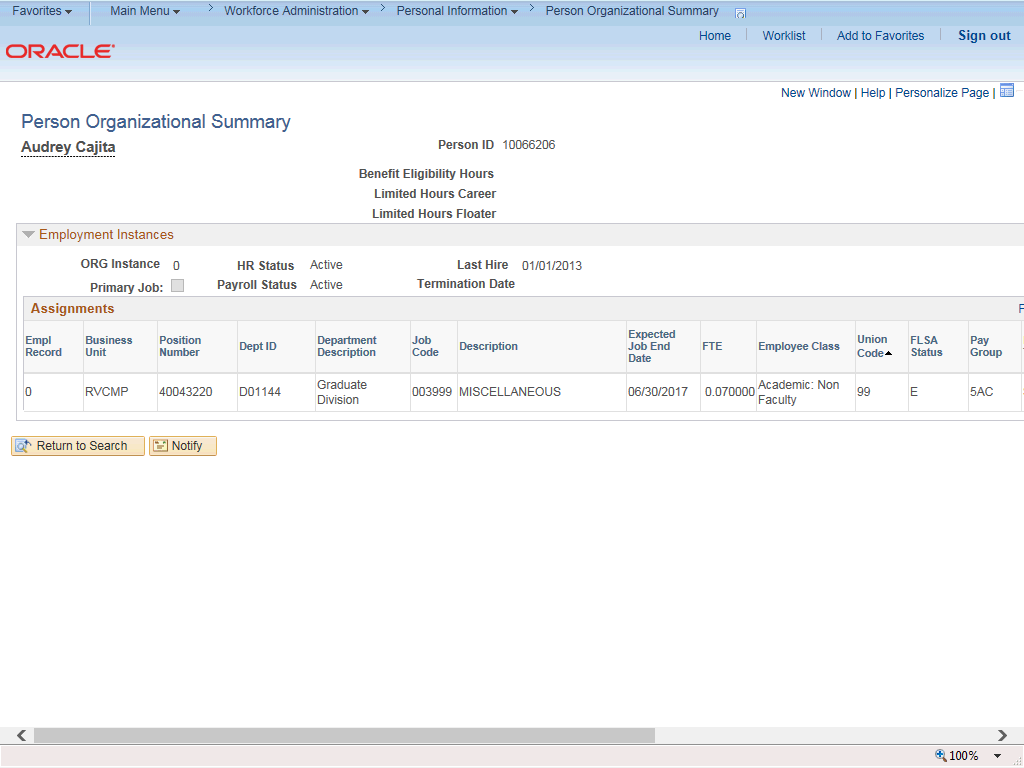 Favorites Main Menu > Workforce Administration > Personal Information > Person Organizational Summary
Home Worklist Add to Favorites Sign out
ORACLE
New Window | Help | Personalize Page |
Person Organizational Summary
Audrey Cajita
Person ID 10066206
Benefit Eligibility Hours
Limited Hours Career
Limited Hours Floater
Employment Instances
ORG Instance 0 HR Status Active Last Hire 01/01/2013
Primary Job: Payroll Status Active Termination Date
Assignments
Empl Record Business Unit Position Number Dept ID Department Description Job Code Description Expected Job End Date FTE Employee Class Union Code FLSA Status Pay Group
0 RVCMP 40043220 D01144 Graduate Division 003999 MISCELLANEOUS 06/30/2017 0.070000 Academic: Non Faculty 99 E 5AC
Return to Search Notify
100%